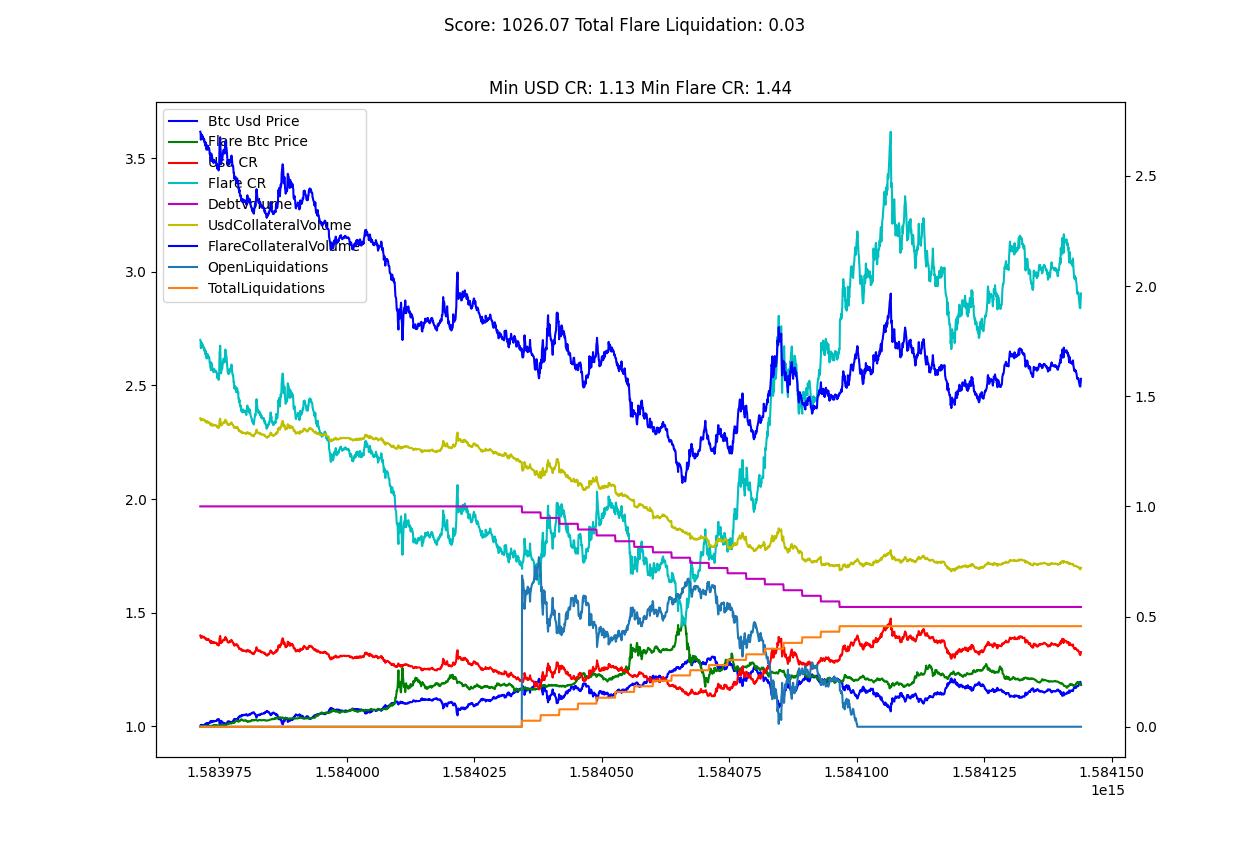 Score: 1026.07 Total Flare Liquidation: 0.03
Min USD CR: 1.13 Min Flare CR: 1.44
Btc Usd Price
Flare Btc Price
Usd CR
Flare CR
DebtVolume
UsdCollateralVolume
FlareCollateralVolume
OpenLiquidations
TotalLiquidations
3.5
3.0
2.5
2.0
1.5
1.0
2.5
2.0
1.5
1.0
0.5
0.0
1.583975
1.584000
1.584025
1.584050
1.584075
1.584100
1.584125
1.584150
1e15